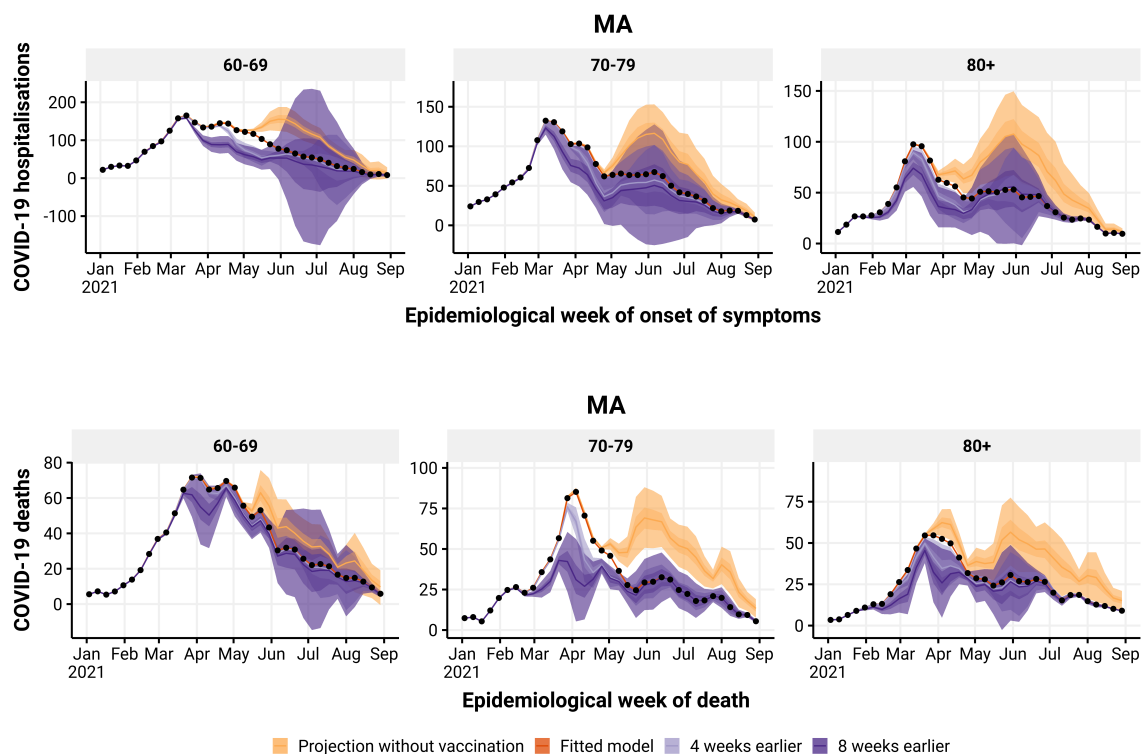 MA
60-69 70-79 80+
COVID-19 hospitalisations
200 100 0 -100
150 100 50 0
150 100 50 0
Jan Feb Mar Apr May Jun Jul Aug Sep
2021
Jan Feb Mar Apr May Jun Jul Aug Sep
2021
Jan Feb Mar Apr May Jun Jul Aug Sep
2021
Epidemiological week of onset of symptoms
MA
60-69 70-79 80+
COVID-19 deaths
80 60 40 20 0
100 75 50 25 0
75 50 25 0
Jan Feb Mar Apr May Jun Jul Aug Sep
2021
Jan Feb Mar Apr May Jun Jul Aug Sep
2021
Jan Feb Mar Apr May Jun Jul Aug Sep
2021
Epidemiological week of death
Projection without vaccination Fitted model 4 weeks earlier 8 weeks earlier